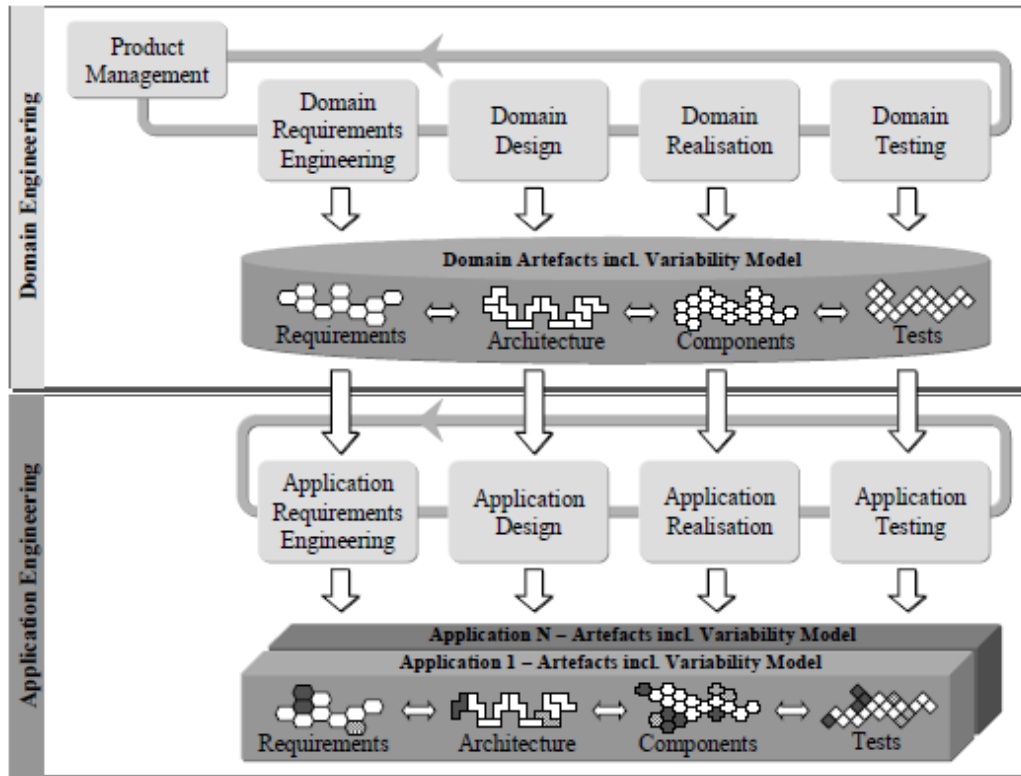 Domain Engineering
Product
Management
Domain
Requirements
Engineering
Domain
Design
Domain
Realisation
Domain
Testing
Domain Artefacts incl. Variability Model
Requirements
Architecture
Components
Tests
Application Engineering
Application
Requirements
Engineering
Application
Design
Application
Realisation
Application
Testing
Application N – Artefacts incl. Variability Model
Application 1 – Artefacts incl. Variability Model
Requirements
Architecture
Components
Tests